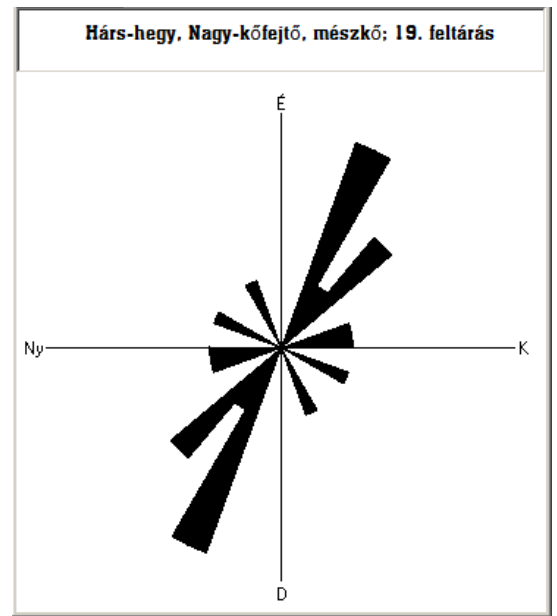 Hárs-hegy, Nagy-kőfejtő, mészkő; 19. feltárás
É
Ny
K
D